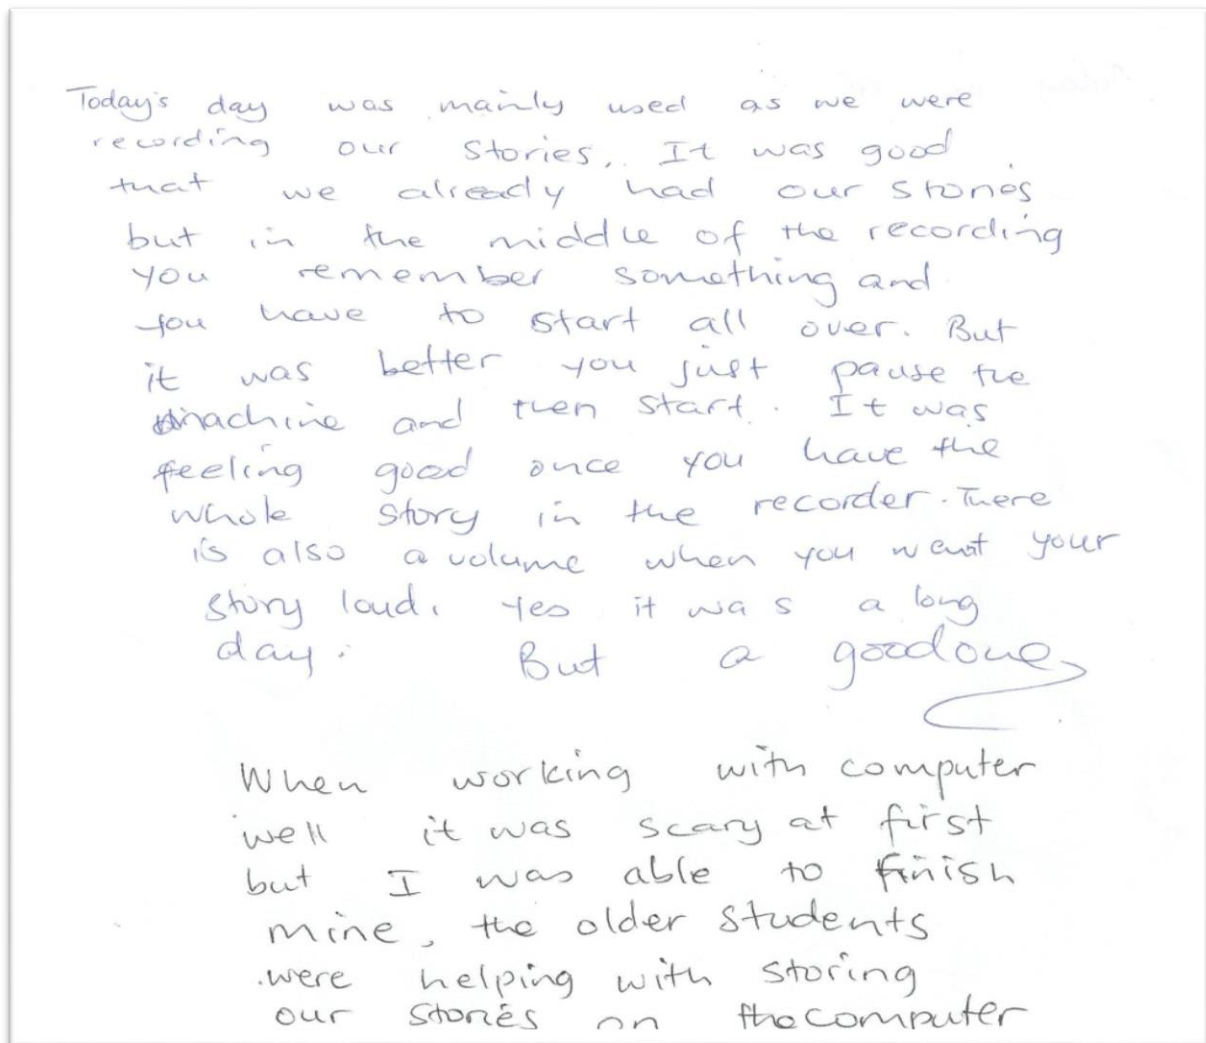 Today's day was mainly used as we were
recording our stories. It was good
that we already had our stories
but in the middle of the recording
you remember something and
you have to start all over. But
it was better you just pause the
machine and then start. It was
feeling good once you have the
whole story in the recorder. There
is also a volume when you want your
story loud. Yes it was a long
day. But a good one
When working with computer
well it was scary at first
but I was able to finish
mine, the older students
were helping with storing
our stories on the computer